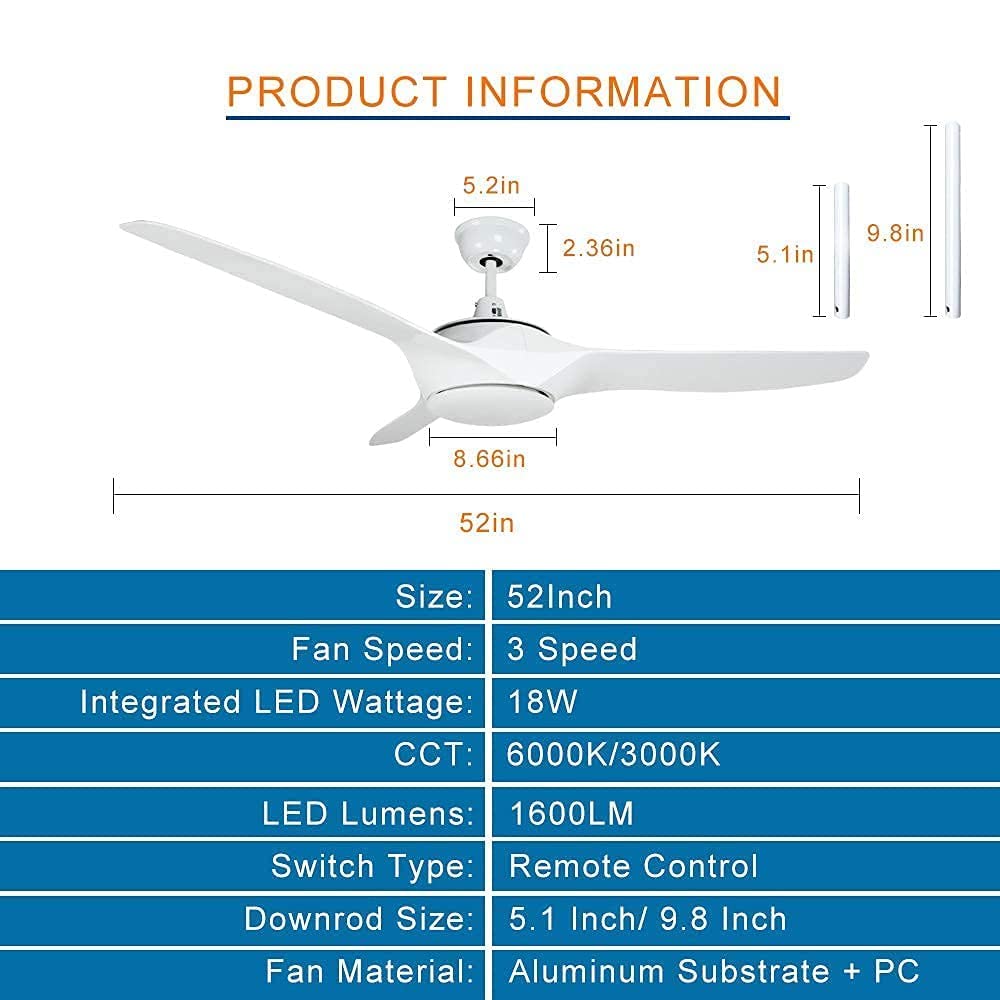 PRODUCT INFORMATION
5.2in
2.36in
5.1in
9.8in
8.66in
52in
Size: 52Inch
Fan Speed: 3 Speed
Integrated LED Wattage: 18W
CCT: 6000K/3000K
LED Lumens: 1600LM
Switch Type: Remote Control
Downrod Size: 5.1 Inch/ 9.8 Inch
Fan Material: Aluminum Substrate + PC